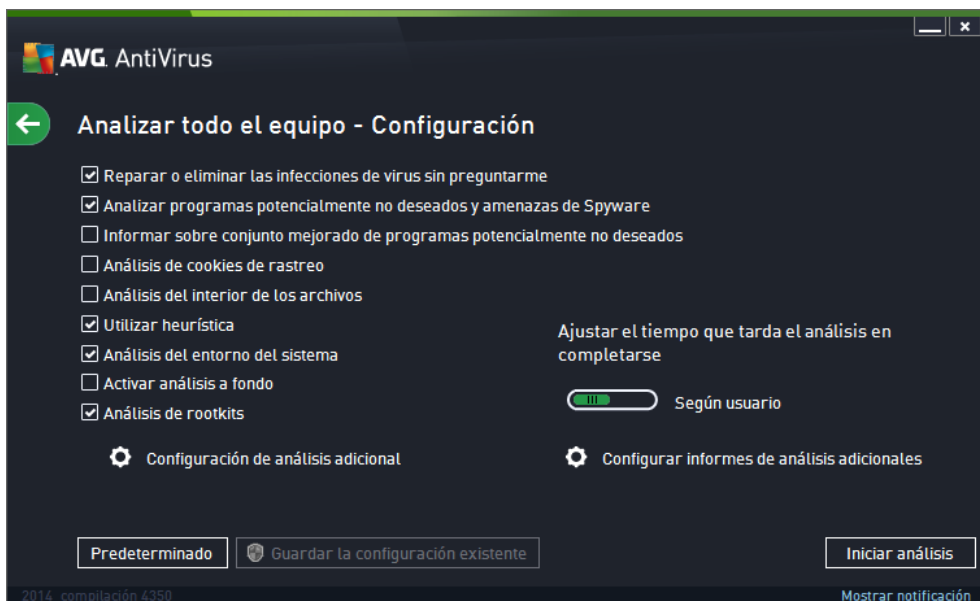 AVG AntiVirus
Analizar todo el equipo - Configuración
Reparar o eliminar las infecciones de virus sin preguntarme
Analizar programas potencialmente no deseados y amenazas de Spyware
Informar sobre conjunto mejorado de programas potencialmente no deseados
Análisis de cookies de rastreo
Análisis del interior de los archivos
Utilizar heurística
Análisis del entorno del sistema
Activar análisis a fondo
Análisis de rootkits
Ajustar el tiempo que tarda el análisis en
completarse
Según usuario
Configuración de análisis adicional
Configurar informes de análisis adicionales
Predeterminado
Guardar la configuración existente
Iniciar análisis
2014 compilación 4350
Mostrar notificación